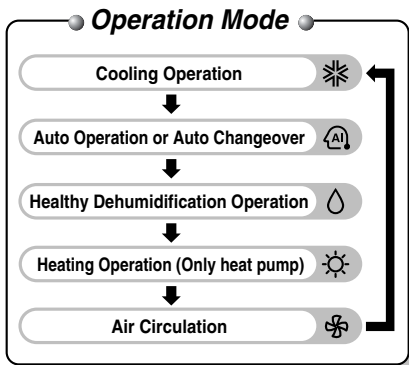 Operation Mode
Cooling Operation
Auto Operation or Auto Changeover
AI
Healthy Dehumidification Operation
Heating Operation (Only heat pump)
Air Circulation